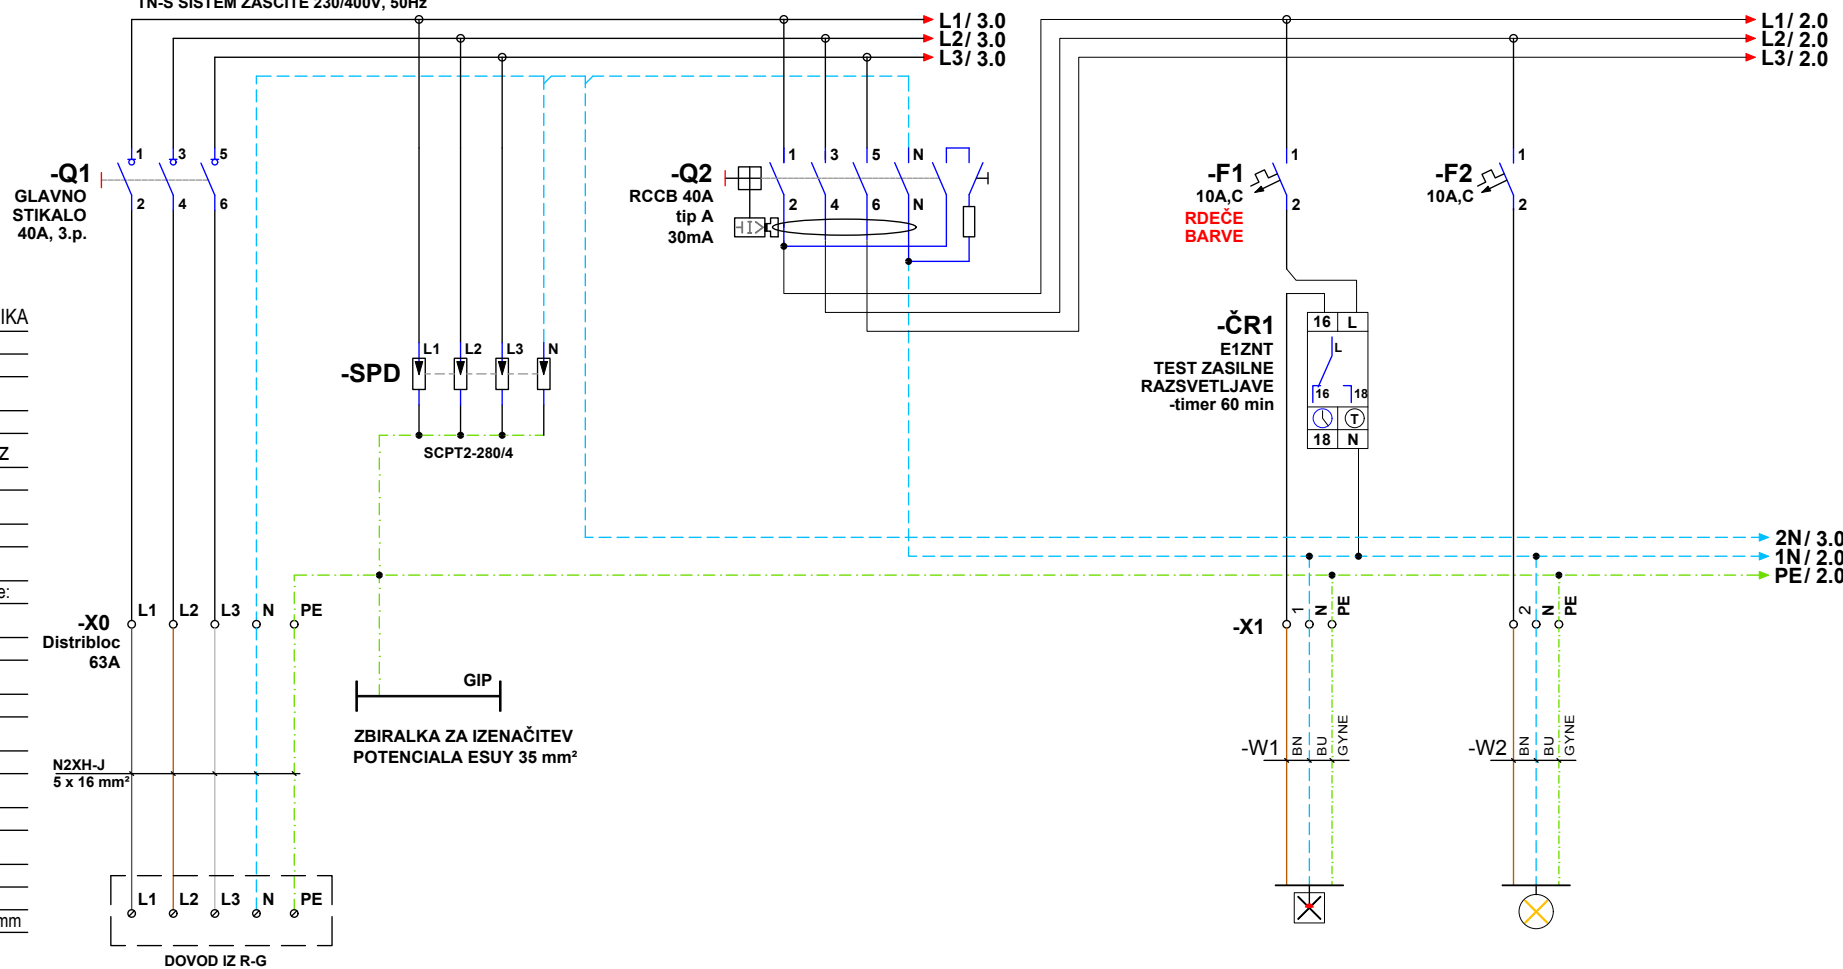 TN-S SISTEM ZAŠČITE 230/400V, 50Hz
L1/ 3.0
L2/ 3.0
L3/ 3.0
L1/ 2.0
L2/ 2.0
L3/ 2.0
-Q1
GLAVNO
STIKALO
40A, 3.p.
1 3 5
2 4 6
-Q2
RCCB 40A
tip A
30mA
1 3 5 N
2 4 6 N
-F1
10A,C
RDEČE
BARVE
1
2
-F2
10A,C
1
2
IKA
Z
e:
mm
-SPD
L1 L2 L3 N
SCPT2-280/4
-ČR1
E1ZNT
TEST ZASILNE
RAZSVETLJAVE
-timer 60 min
16 L
L
16 18
T
18 N
2N/ 3.0
1N/ 2.0
PE/ 2.0
-X0
Distribloc
63A
L1 L2 L3 N PE
GIP
ZBIRALKA ZA IZENAČITEV
POTENCIALA ESUY 35 mm²
N2XH-J
5 x 16 mm²
L1 L2 L3 N PE
DOVOD IZ R-G
-X1
1 N PE
2 N PE
-W1 BN BU GYNE
-W2 BN BU GYNE